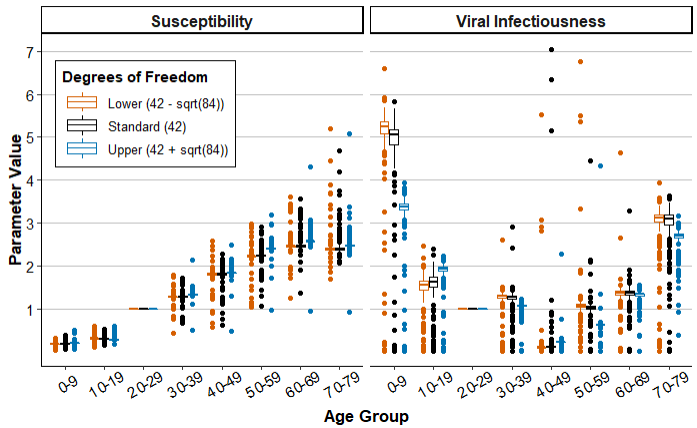 Susceptibility
Viral Infectiousness
Parameter Value
7
6
5
4
3
2
1
Degrees of Freedom
Lower (42 - sqrt(84))
Standard (42)
Upper (42 + sqrt(84))
0-9 10-19 20-29 30-39 40-49 50-59 60-69 70-79
0-9 10-19 20-29 30-39 40-49 50-59 60-69 70-79
Age Group